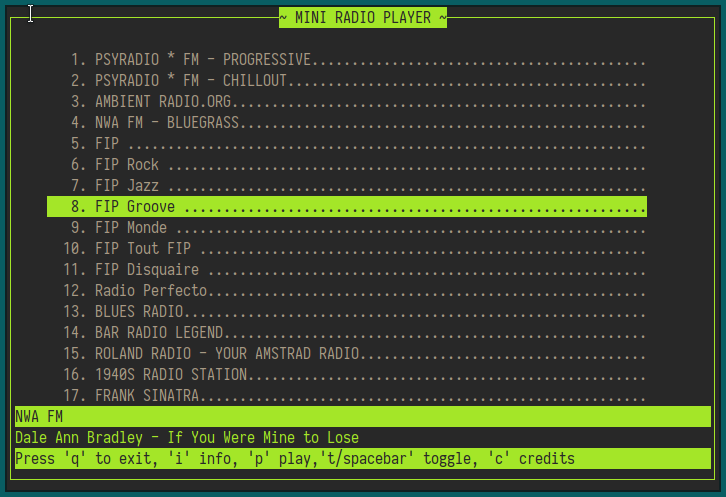 ~ MINI RADIO PLAYER ~
1. PSYRADIO * FM - PROGRESSIVE..........................................
2. PSYRADIO * FM - CHILLOUT.............................................
3. AMBIENT RADIO.ORG....................................................
4. NWA FM - BLUEGRASS...................................................
5. FIP .................................................................
6. FIP Rock ............................................................
7. FIP Jazz ............................................................
8. FIP Groove ..........................................................
9. FIP Monde ...........................................................
10. FIP Tout FIP ........................................................
11. FIP Disquaire .......................................................
12. Radio Perfecto.......................................................
13. BLUES RADIO..........................................................
14. BAR RADIO LEGEND.....................................................
15. ROLAND RADIO - YOUR AMSTRAD RADIO....................................
16. 1940S RADIO STATION..................................................
17. FRANK SINATRA........................................................
NWA FM
Dale Ann Bradley - If You Were Mine to Lose
Press 'q' to exit, 'i' info, 'p' play,'t/spacebar' toggle, 'c' credits